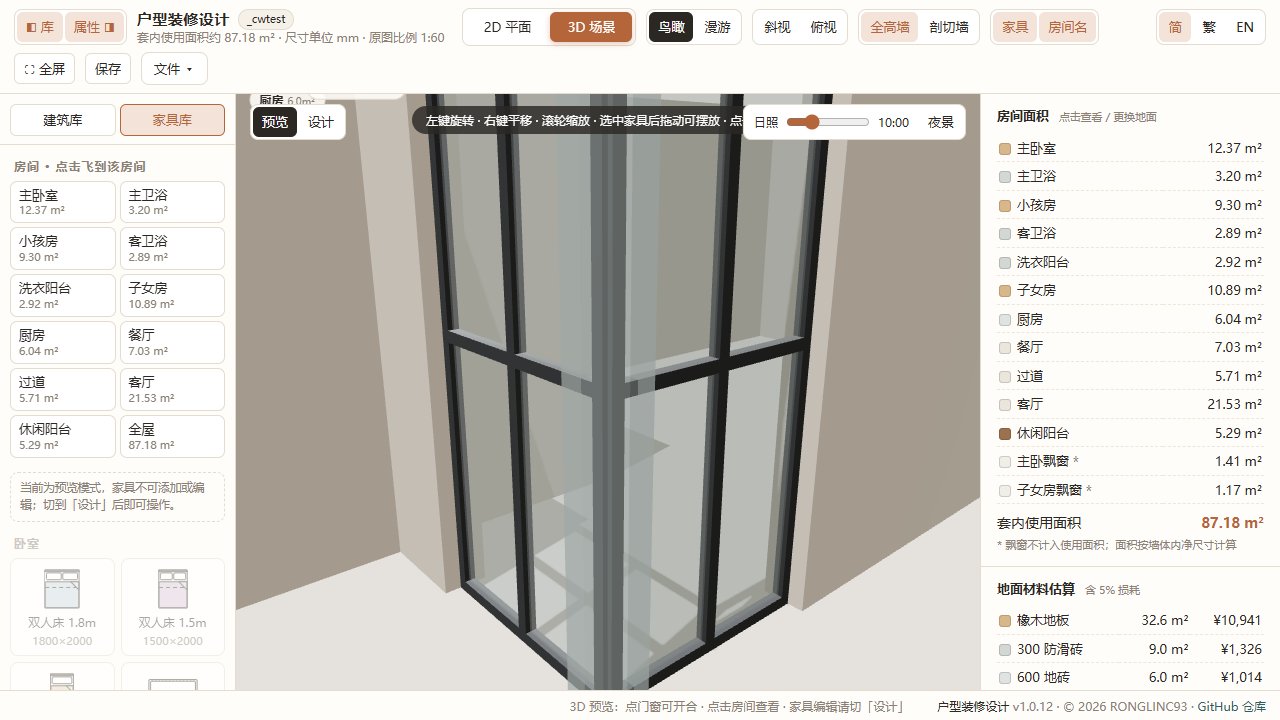 库 属性
户型装修设计 _cwtest
套内使用面积约 87.18 m² · 尺寸单位 mm · 原图比例 1:60
2D 平面 3D 场景
鸟瞰 漫游
斜视 俯视
全高墙 剖切墙
家具 房间名
简 繁 EN
全屏 保存 文件
建筑库 家具库
房间 · 点击飞到该房间
主卧室
12.37 m²
主卫浴
3.20 m²
小孩房
9.30 m²
客卫浴
2.89 m²
洗衣阳台
2.92 m²
子女房
10.89 m²
厨房
6.04 m²
餐厅
7.03 m²
过道
5.71 m²
客厅
21.53 m²
休闲阳台
5.29 m²
全屋
87.18 m²
当前为预览模式，家具不可添加或编
辑；切到「设计」后即可操作。
卧室
双人床 1.8m
1800×2000
双人床 1.5m
1500×2000
厨房 6.0m²
预览 设计
左键旋转 · 右键平移 · 滚轮缩放 · 选中家具后拖动可摆放 · 点
日照 10:00 夜景
房间面积 点击查看 / 更换地面
主卧室 12.37 m²
主卫浴 3.20 m²
小孩房 9.30 m²
客卫浴 2.89 m²
洗衣阳台 2.92 m²
子女房 10.89 m²
厨房 6.04 m²
餐厅 7.03 m²
过道 5.71 m²
客厅 21.53 m²
休闲阳台 5.29 m²
主卧飘窗 * 1.41 m²
子女房飘窗 * 1.17 m²
套内使用面积 87.18 m²
* 飘窗不计入使用面积；面积按墙体内净尺寸计算
地面材料估算 含 5% 损耗
橡木地板 32.6 m² ¥10,941
300 防滑砖 9.0 m² ¥1,326
600 地砖 6.0 m² ¥1,014
3D 预览：点门窗可开合 · 点击房间查看 · 家具编辑请切「设计」
户型装修设计 v1.0.12 · © 2026 RONGLINC93 · GitHub 仓库